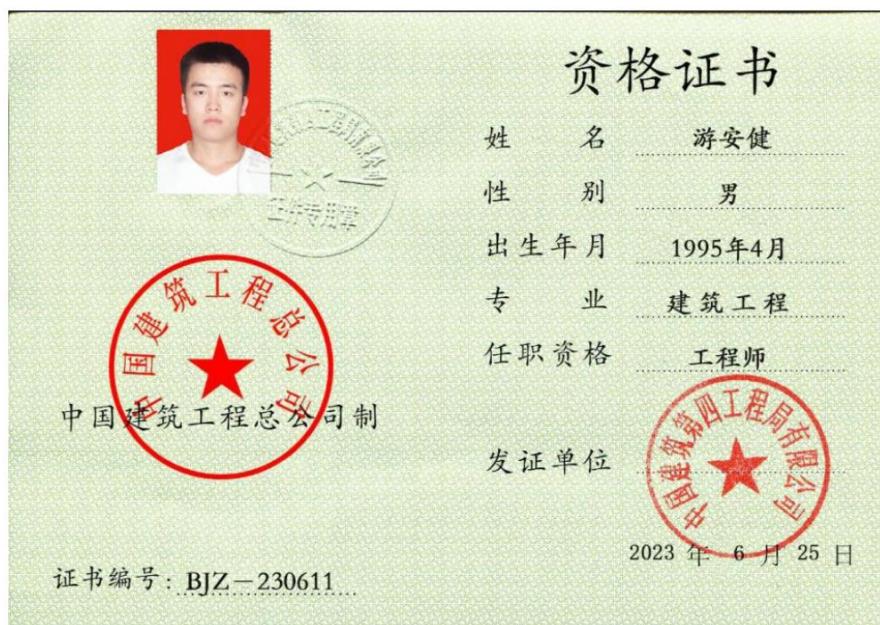 资格证书
姓 名 游安健
性 别 男
出生年月 1995年4月
专 业 建筑工程
任职资格 工程师
发证单位
中国建筑第四工程局有限公司
2023 年 6 月 25 日
中国建筑工程总公司
中国建筑工程总公司制
证书编号: BJZ-230611